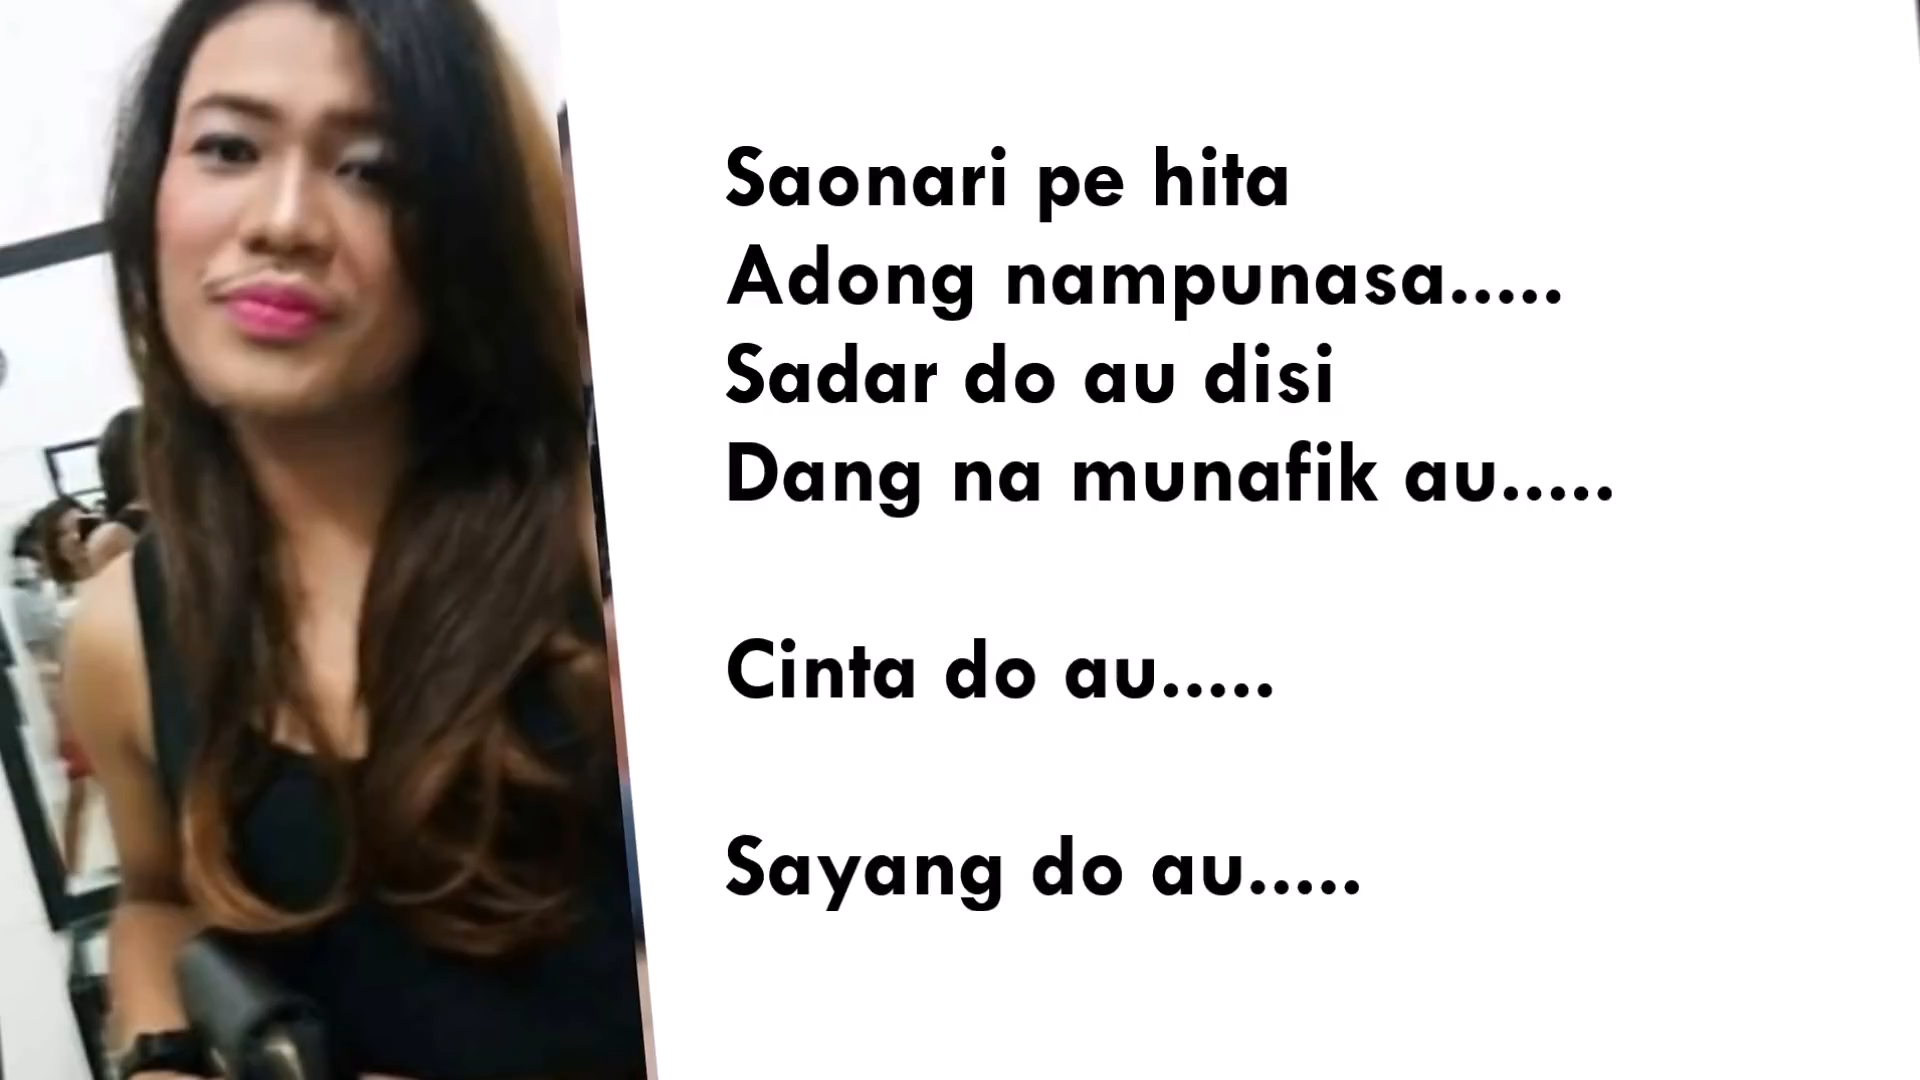 Saonari pe hita
Adong nampunasa.....
Sadar do au disi
Dang na munafik au.....
Cinta do au.....
Sayang do au.....